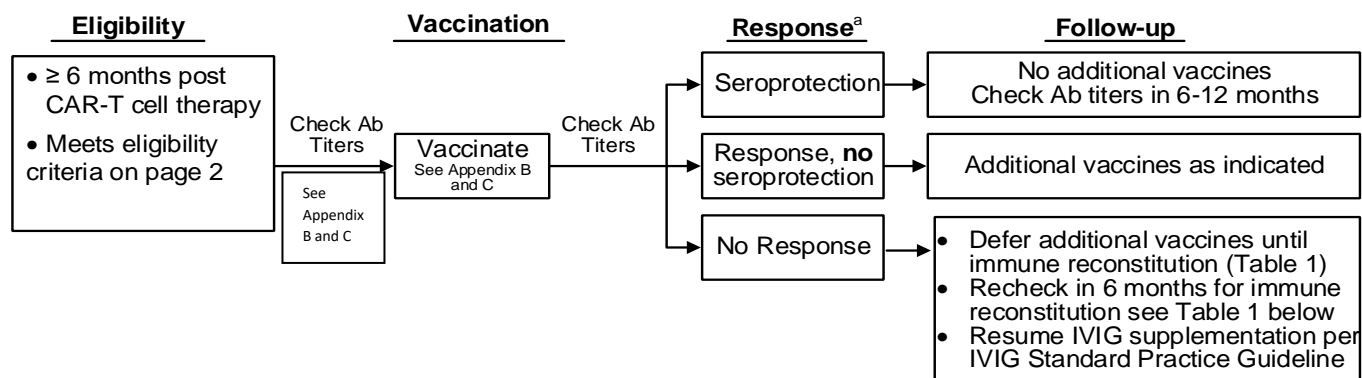 Eligibility
Vaccination
Responseᵃ
Follow-up
• ≥ 6 months post
CAR-T cell therapy
• Meets eligibility
criteria on page 2
Check Ab
Titers
See
Appendix
B and C
Vaccinate
See Appendix B
and C
Check Ab
Titers
Seroprotection
No additional vaccines
Check Ab titers in 6-12 months
Response, no
seroprotection
Additional vaccines as indicated
No Response
• Defer additional vaccines until
immune reconstitution (Table 1)
• Recheck in 6 months for immune
reconstitution see Table 1 below
• Resume IVIG supplementation per
IVIG Standard Practice Guideline